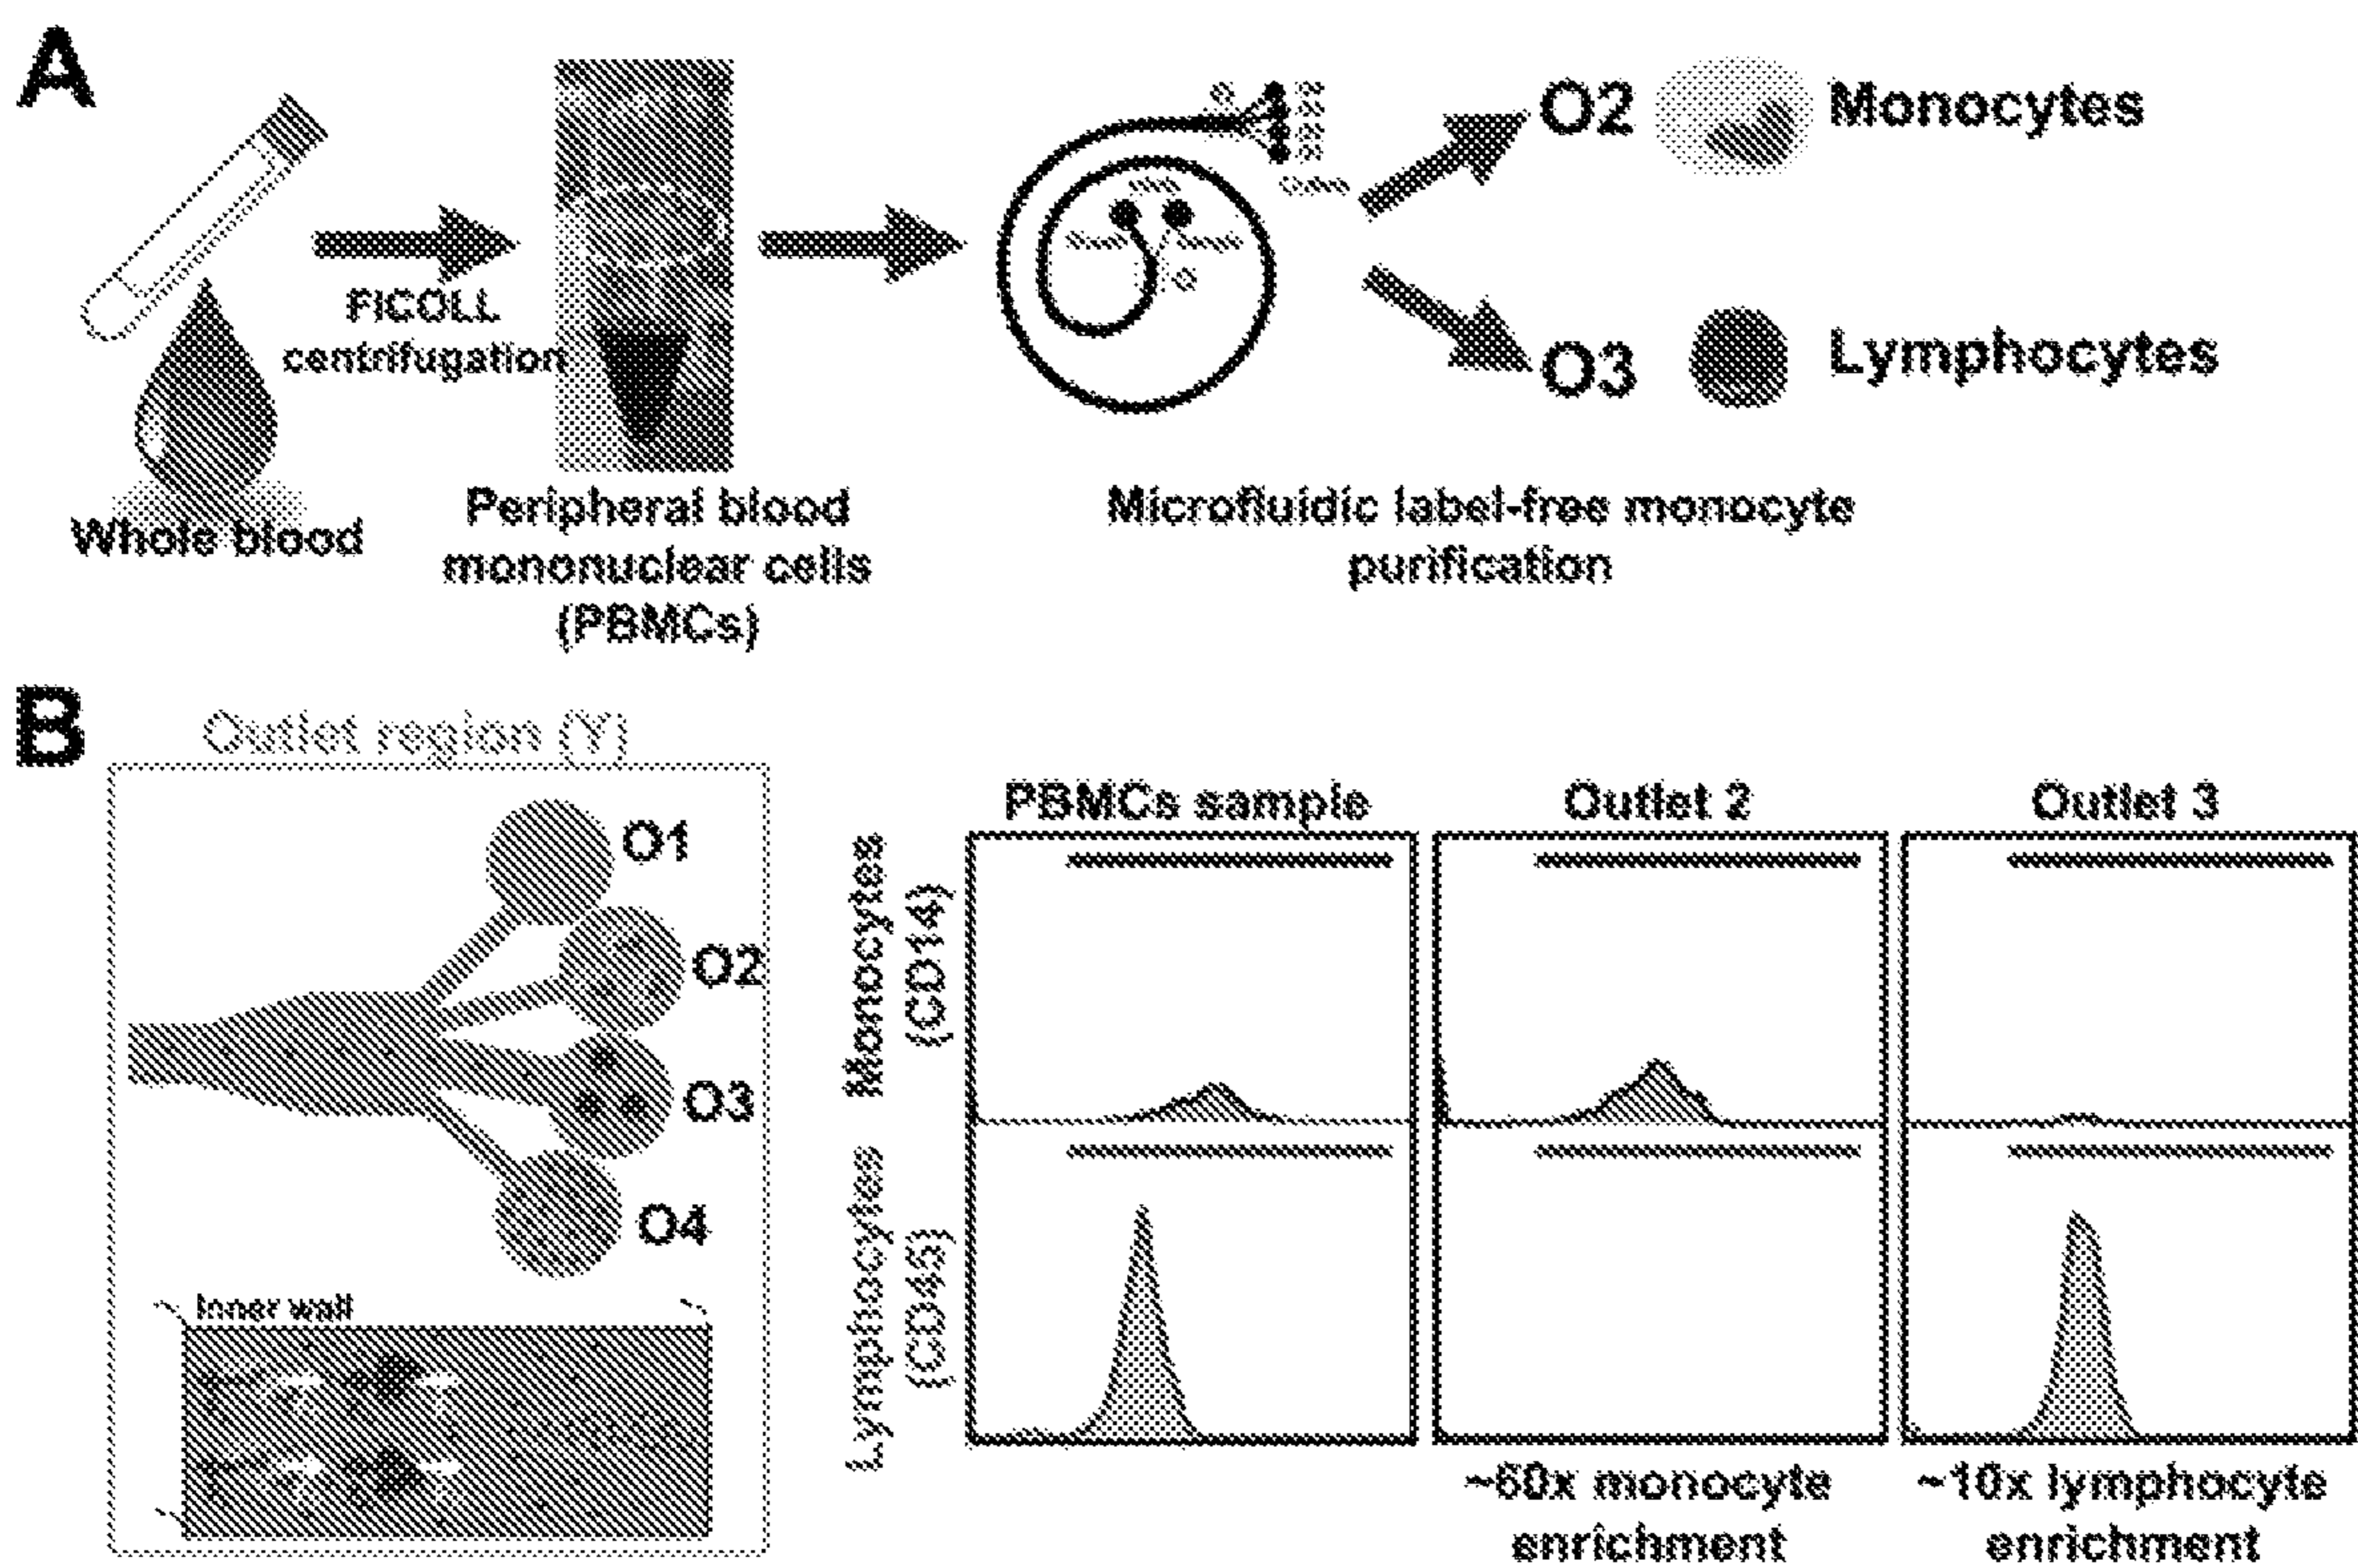 A
O2
Monocytes
FICOLL
centrifugation
O3
Lymphocytes
Whole blood
Peripheral blood
mononuclear cells
(PBMCs)
Microfluidic label-free monocyte
purification
B
Outlet region (Y)
O1
O2
O3
O4
Inner wall
PBMCs sample
Outlet 2
Outlet 3
Monocytes
(CD14)
Lymphocytes
(CD45)
~60x monocyte
enrichment
~10x lymphocyte
enrichment